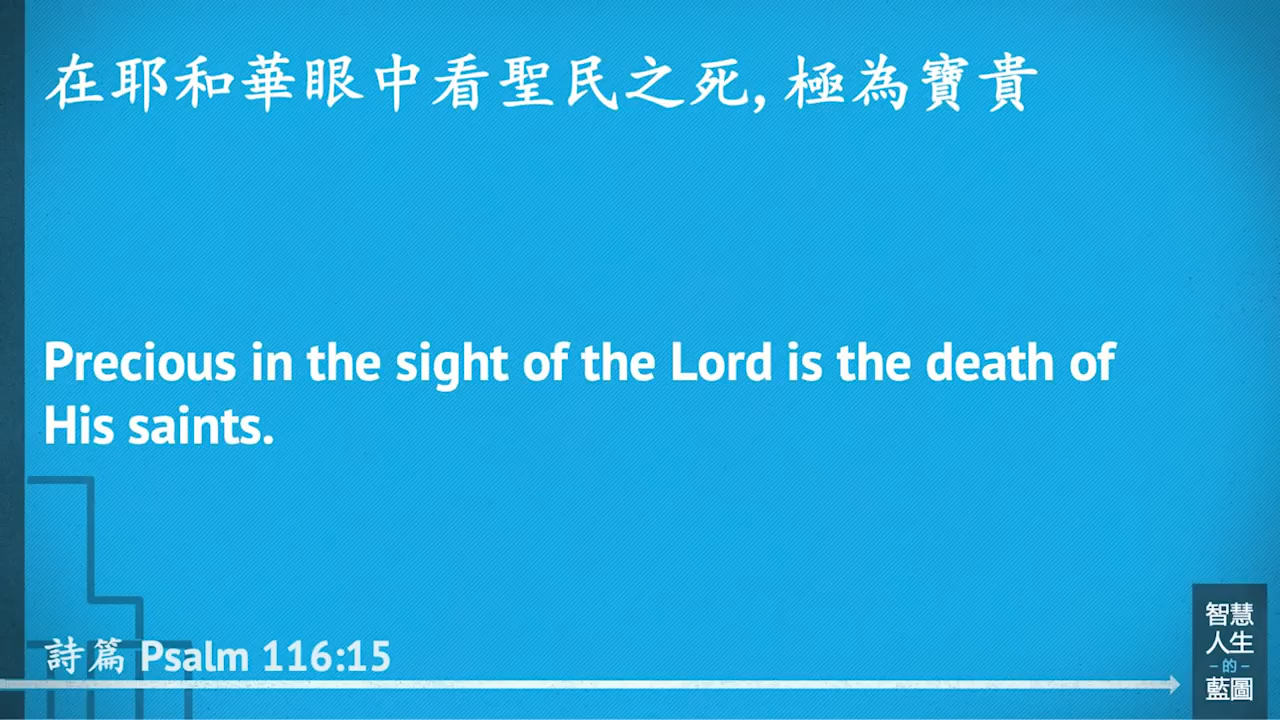 在耶和華眼中看聖民之死, 極為寶貴
Precious in the sight of the Lord is the death of
His saints.
詩篇 Psalm 116:15
智慧
人生
–的–
藍圖